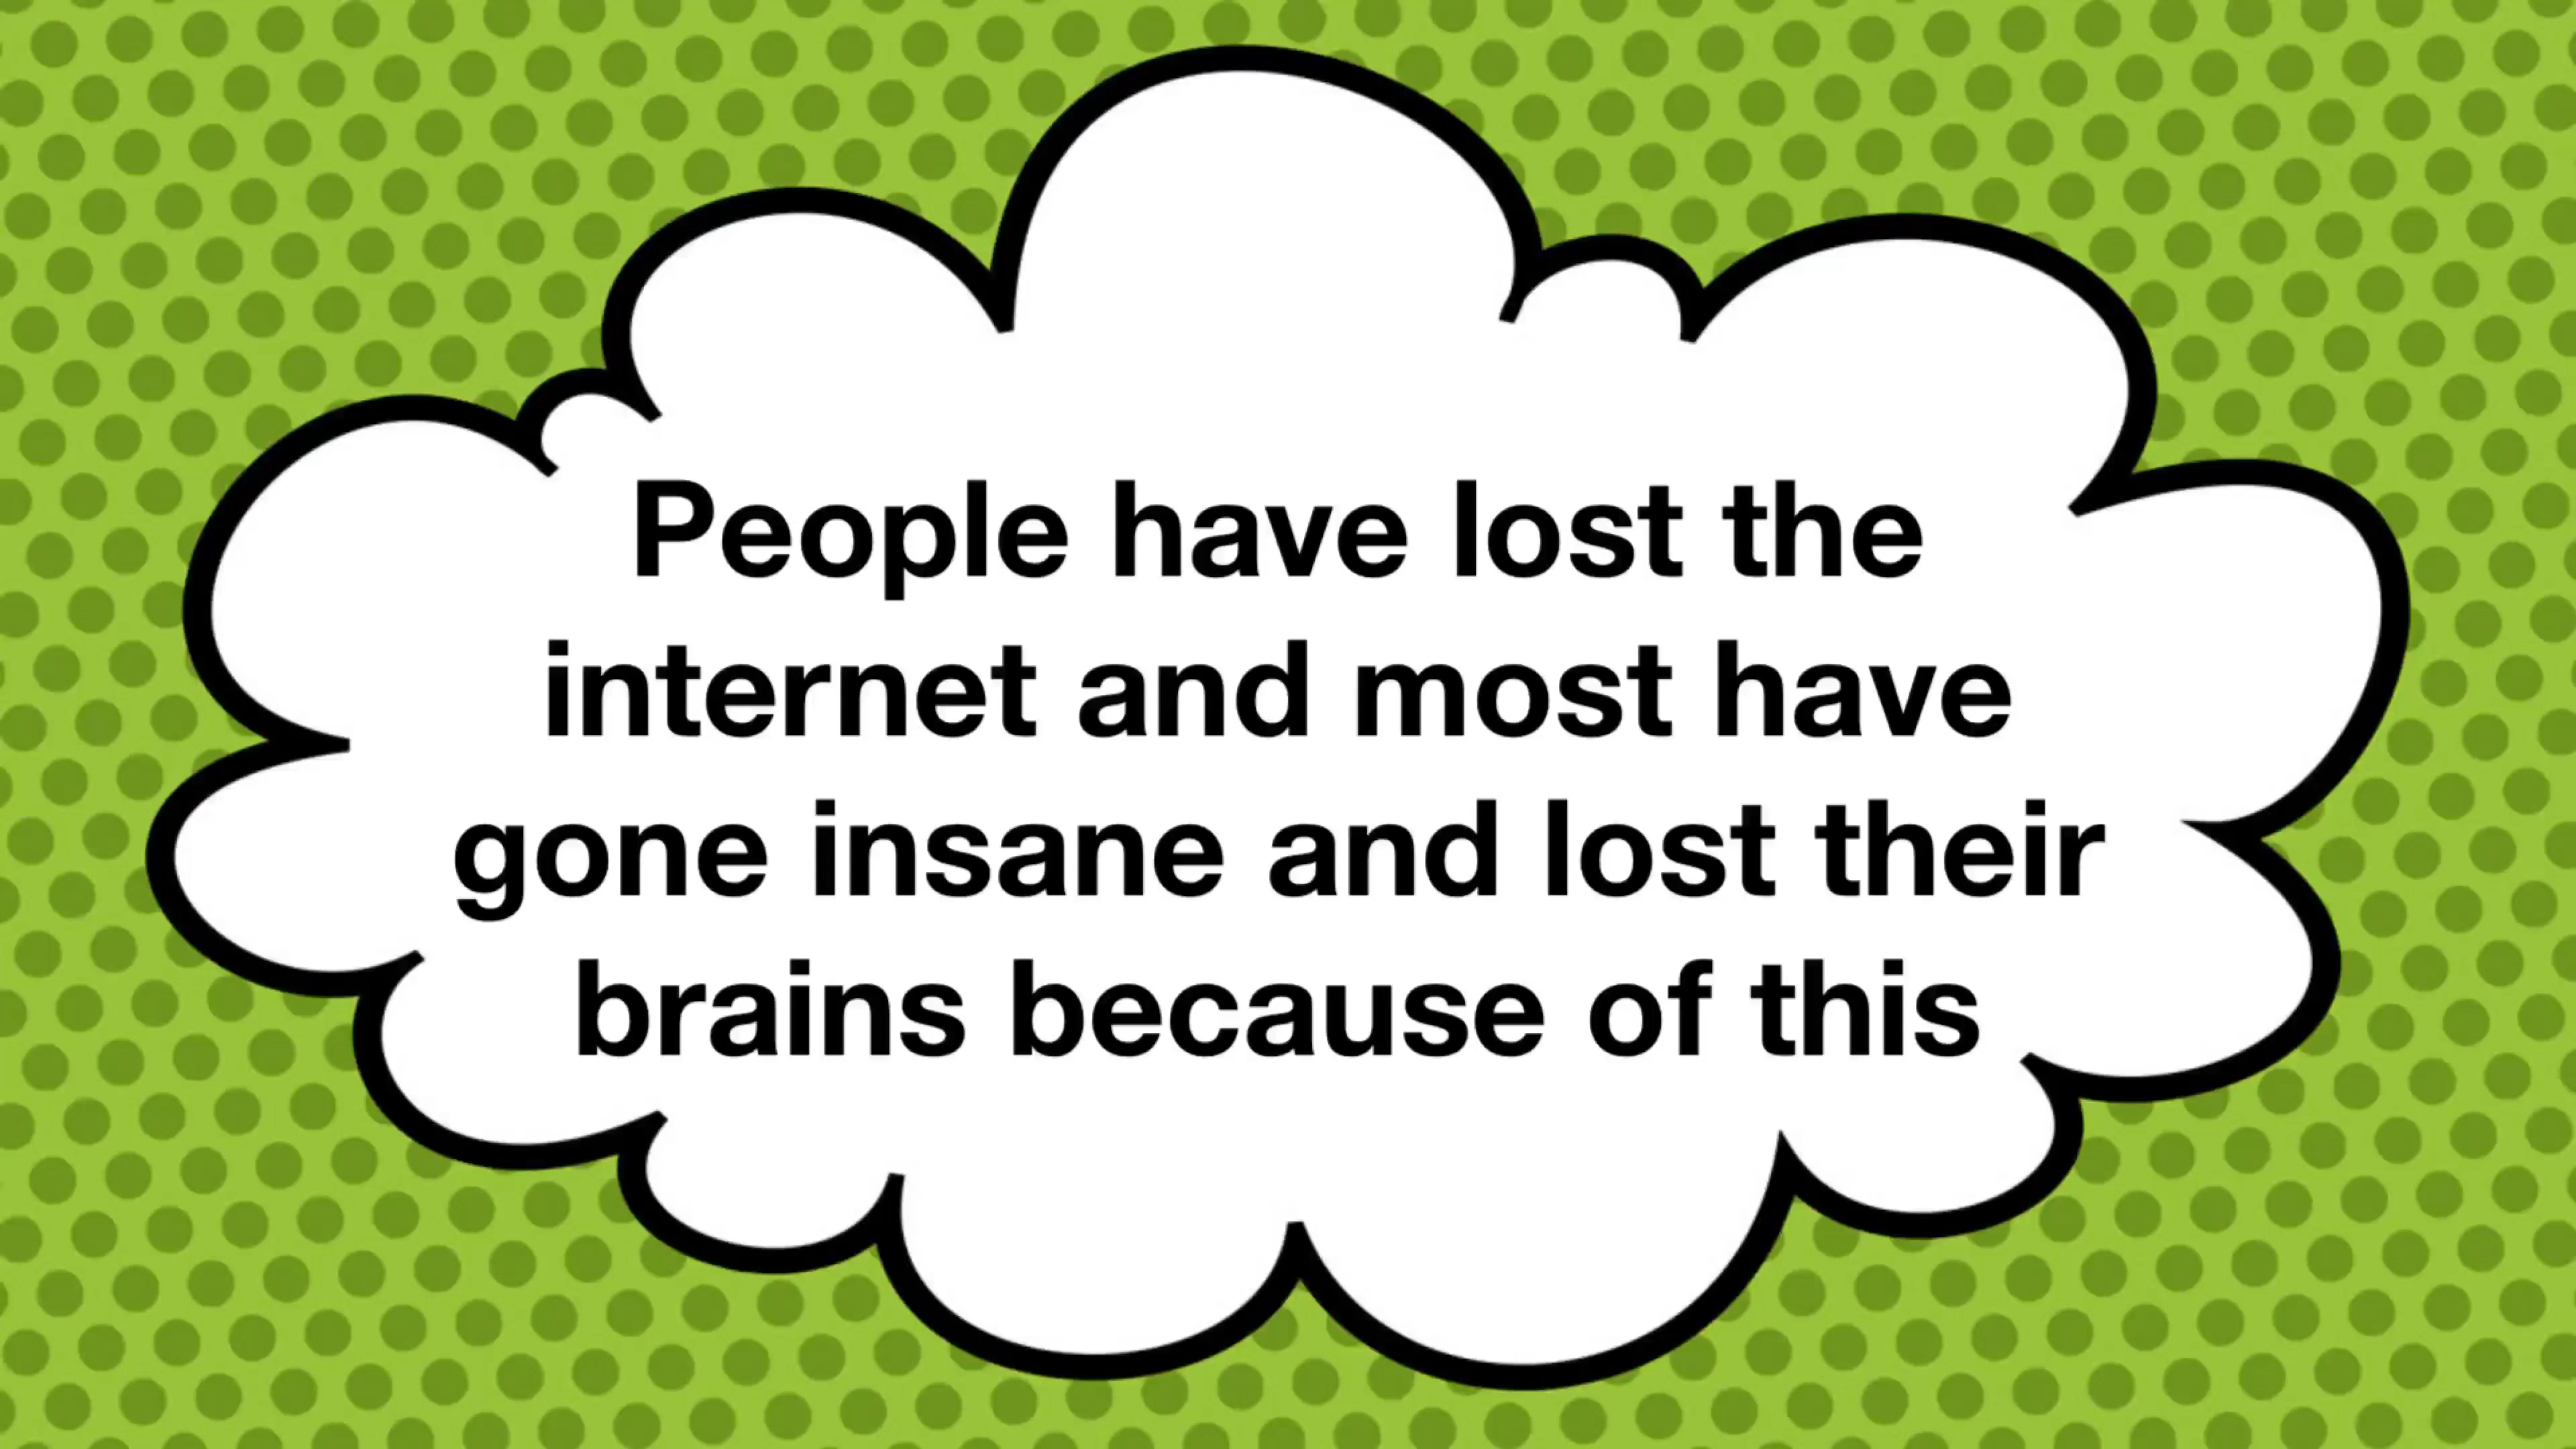 People have lost the
internet and most have
gone insane and lost their
brains because of this